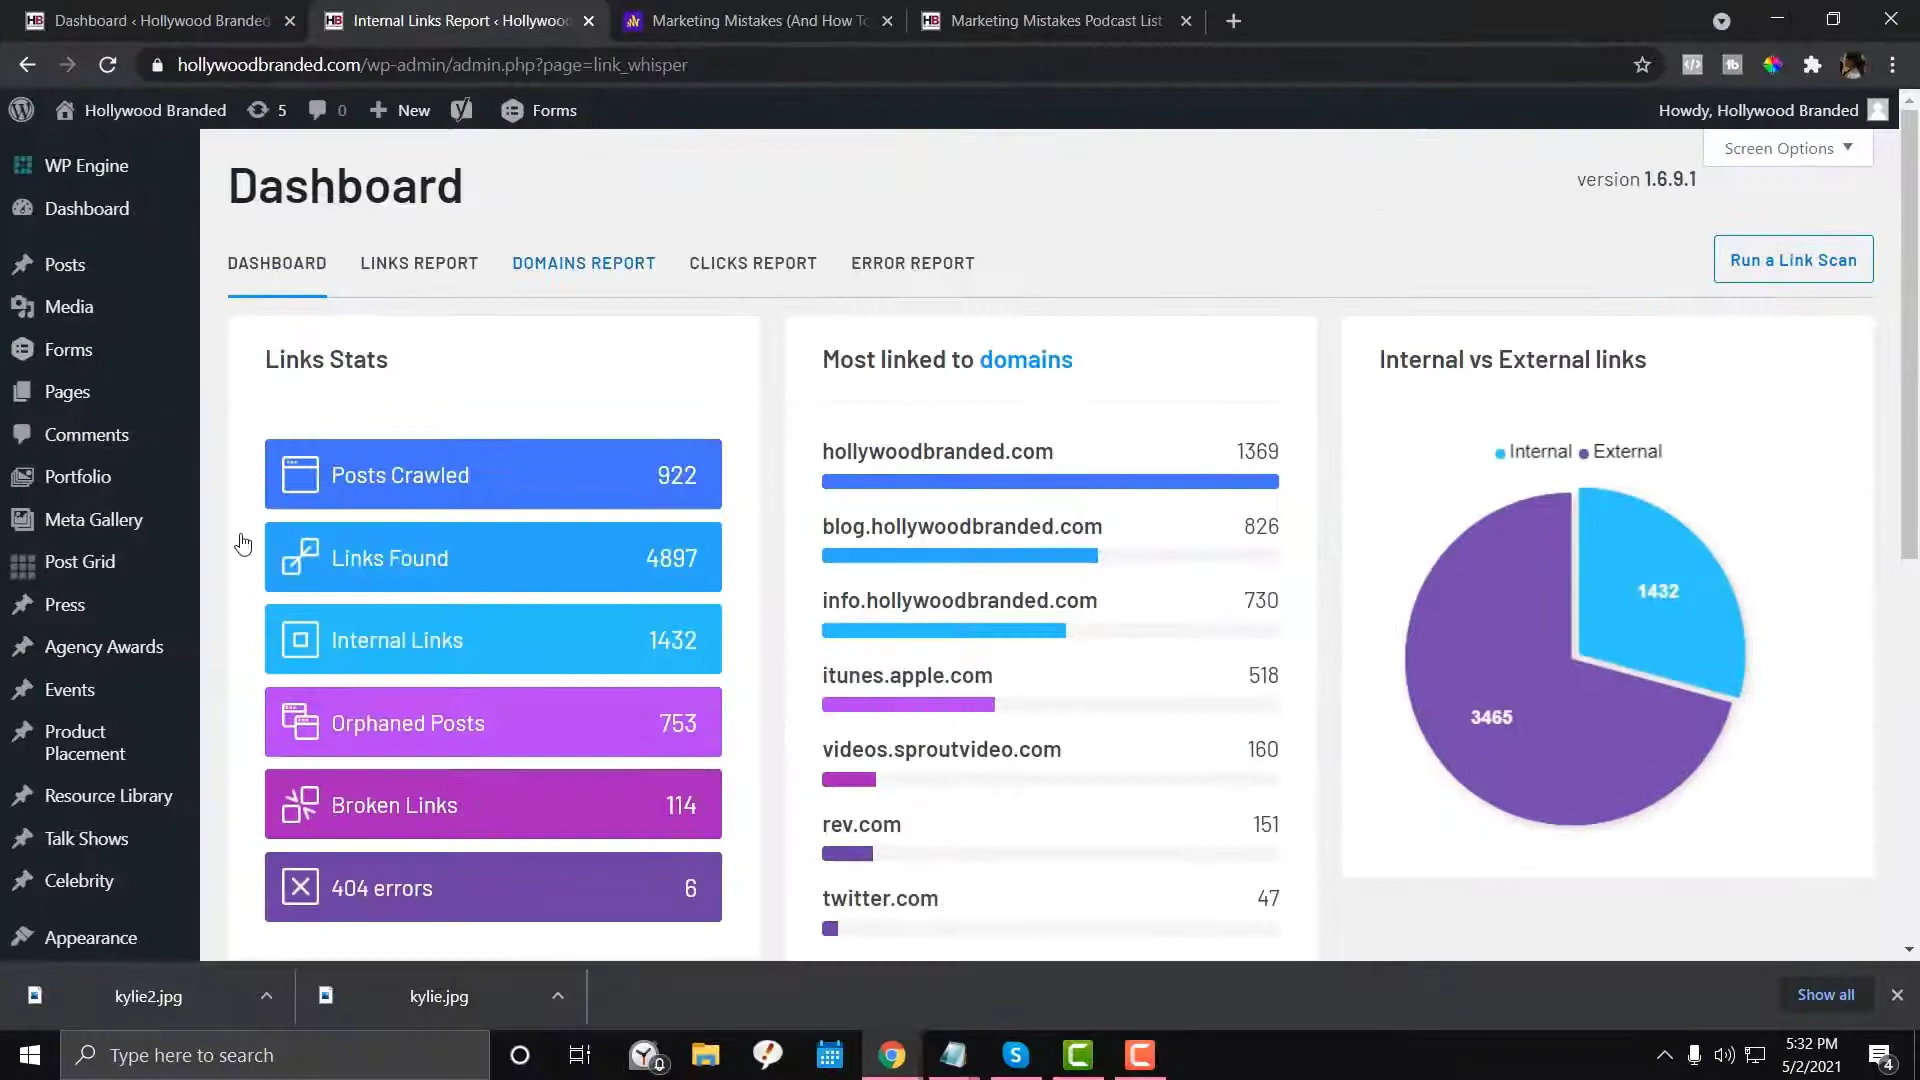 Dashboard ‹ Hollywood Branded
Internal Links Report ‹ Hollywood
Marketing Mistakes (And How To
Marketing Mistakes Podcast List
hollywoodbranded.com/wp-admin/admin.php?page=link_whisper
Hollywood Branded
5
0
New
Forms
Howdy, Hollywood Branded
WP Engine
Dashboard
Posts
Media
Forms
Pages
Comments
Portfolio
Meta Gallery
Post Grid
Press
Agency Awards
Events
Product
Placement
Resource Library
Talk Shows
Celebrity
Appearance
Screen Options
Dashboard
version 1.6.9.1
DASHBOARD
LINKS REPORT
DOMAINS REPORT
CLICKS REPORT
ERROR REPORT
Run a Link Scan
Links Stats
Posts Crawled 922
Links Found 4897
Internal Links 1432
Orphaned Posts 753
Broken Links 114
404 errors 6
Most linked to domains
hollywoodbranded.com 1369
blog.hollywoodbranded.com 826
info.hollywoodbranded.com 730
itunes.apple.com 518
videos.sproutvideo.com 160
rev.com 151
twitter.com 47
Internal vs External links
Internal External
1432
3465
kylie2.jpg
kylie.jpg
Show all
Type here to search
5:32 PM
5/2/2021
4